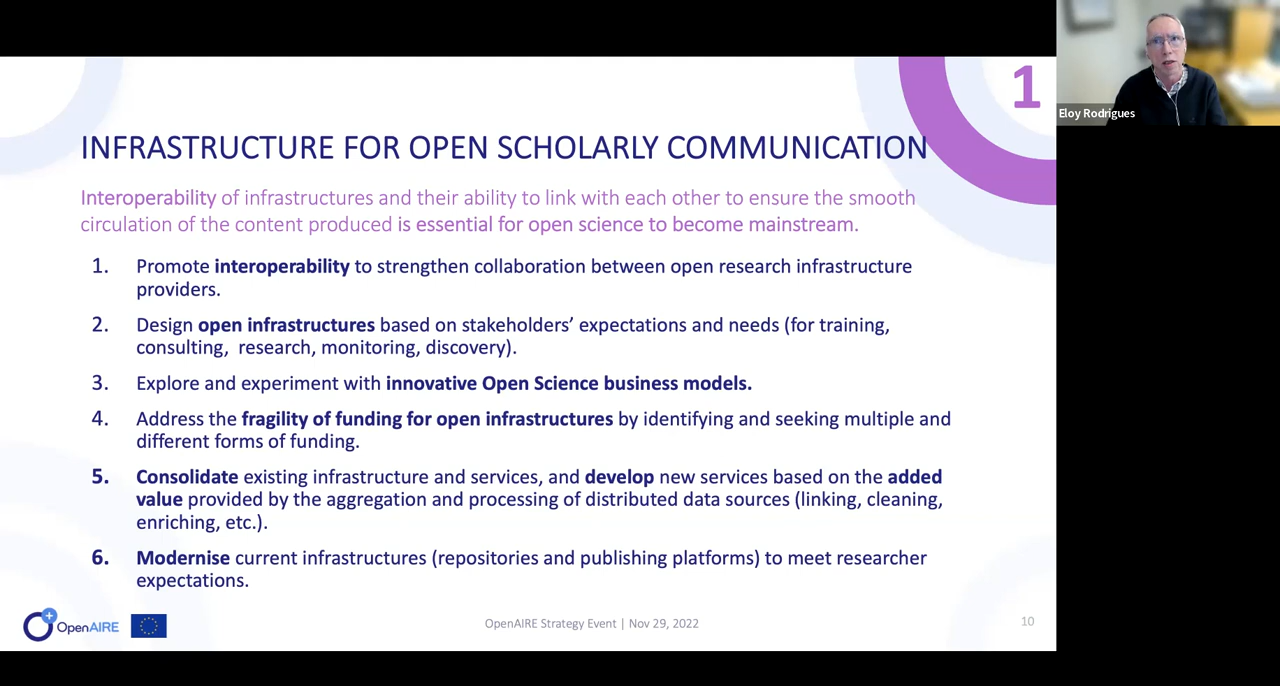 1
Eloy Rodrigues
INFRASTRUCTURE FOR OPEN SCHOLARLY COMMUNICATION
Interoperability of infrastructures and their ability to link with each other to ensure the smooth
circulation of the content produced is essential for open science to become mainstream.
1. Promote interoperability to strengthen collaboration between open research infrastructure
providers.
2. Design open infrastructures based on stakeholders’ expectations and needs (for training,
consulting, research, monitoring, discovery).
3. Explore and experiment with innovative Open Science business models.
4. Address the fragility of funding for open infrastructures by identifying and seeking multiple and
different forms of funding.
5. Consolidate existing infrastructure and services, and develop new services based on the added
value provided by the aggregation and processing of distributed data sources (linking, cleaning,
enriching, etc.).
6. Modernise current infrastructures (repositories and publishing platforms) to meet researcher
expectations.
OpenAIRE
OpenAIRE Strategy Event | Nov 29, 2022
10